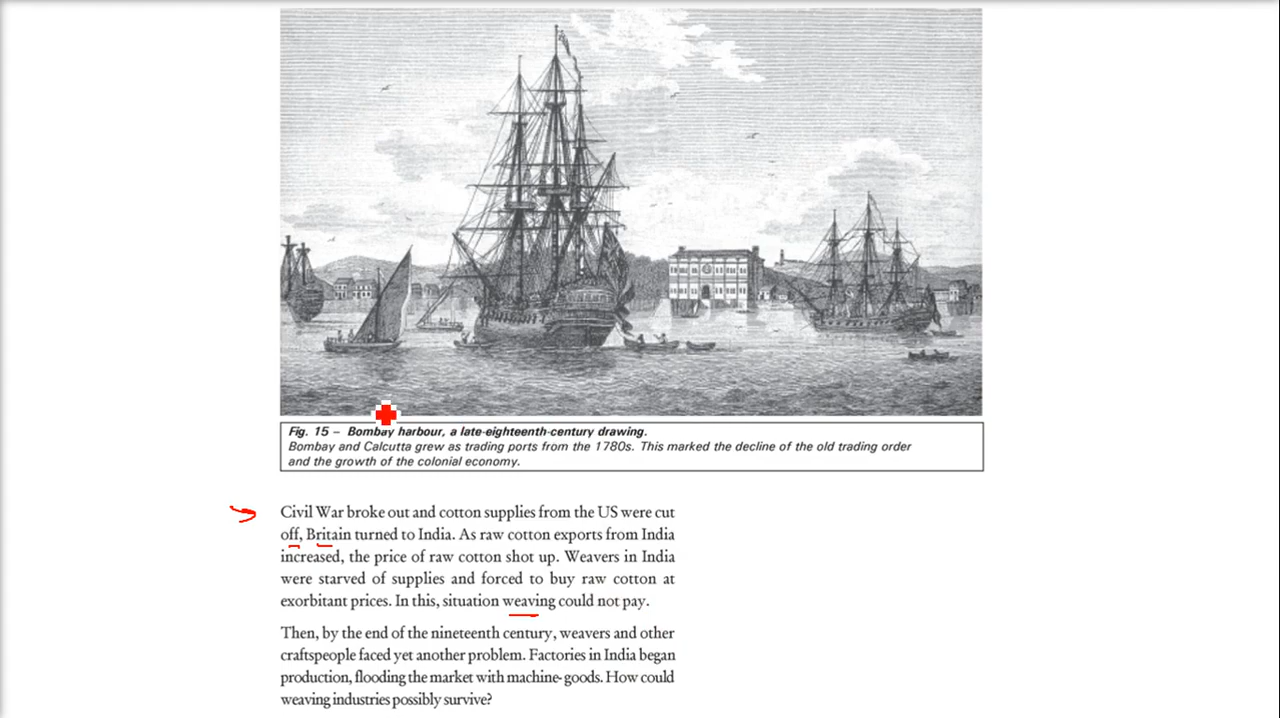 Fig. 15 – Bombay harbour, a late-eighteenth-century drawing.
Bombay and Calcutta grew as trading ports from the 1780s. This marked the decline of the old trading order
and the growth of the colonial economy.
Civil War broke out and cotton supplies from the US were cut
off, Britain turned to India. As raw cotton exports from India
increased, the price of raw cotton shot up. Weavers in India
were starved of supplies and forced to buy raw cotton at
exorbitant prices. In this, situation weaving could not pay.
Then, by the end of the nineteenth century, weavers and other
craftspeople faced yet another problem. Factories in India began
production, flooding the market with machine- goods. How could
weaving industries possibly survive?